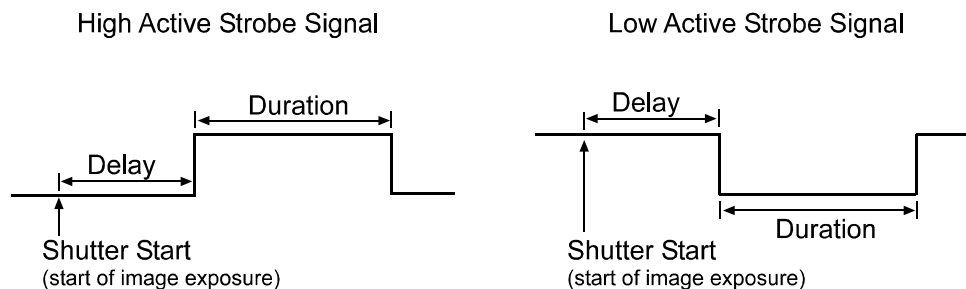 High Active Strobe Signal
Duration
Delay
Shutter Start
(start of image exposure)
Low Active Strobe Signal
Delay
Duration
Shutter Start
(start of image exposure)